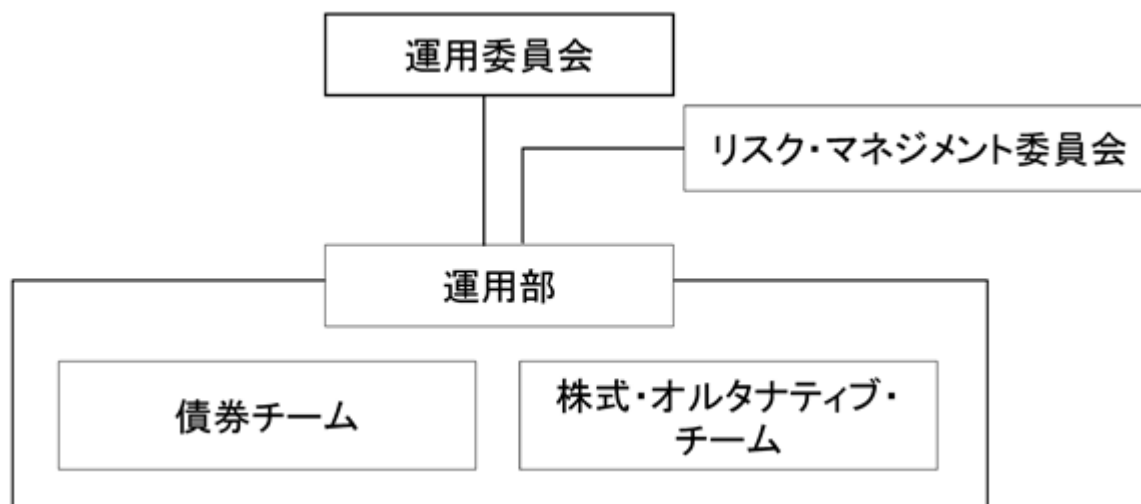 運用委員会
リスク・マネジメント委員会
運用部
債券チーム
株式・オルタナティブ・
チーム